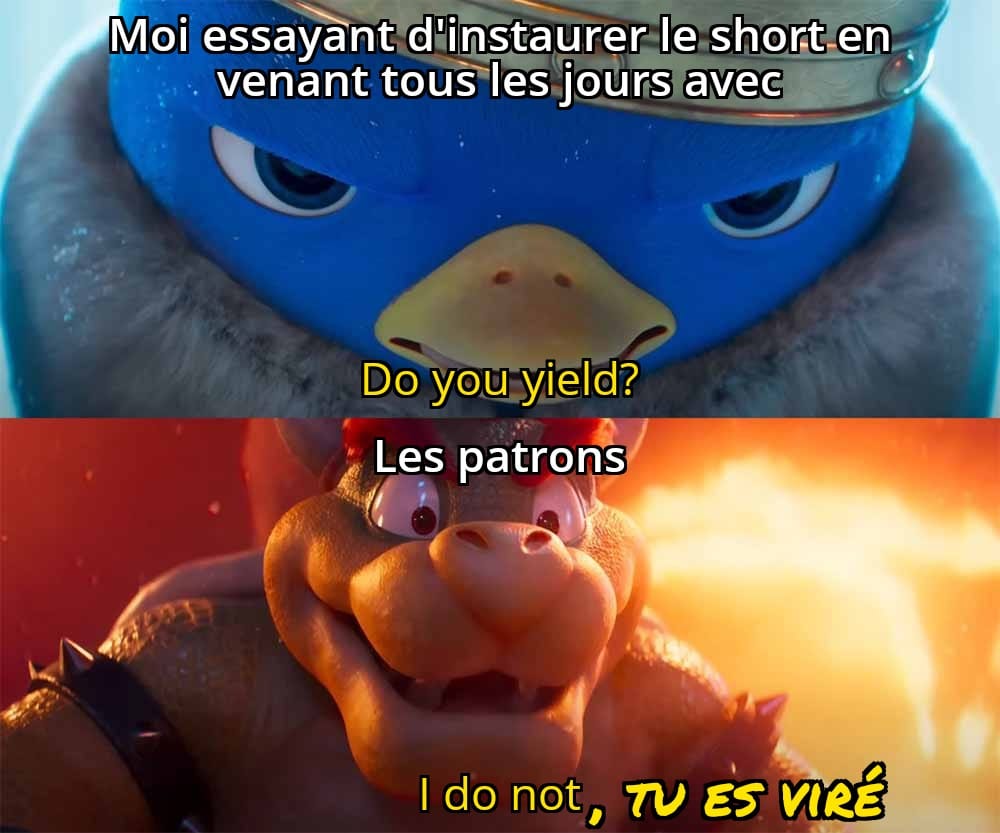 Moi essayant d'instaurer le short en
venant tous les jours avec
Do you yield?
Les patrons
I do not, TU ES VIRÉ